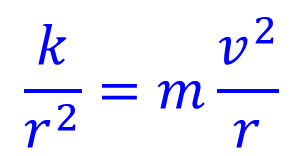 k/r² = m v²/r